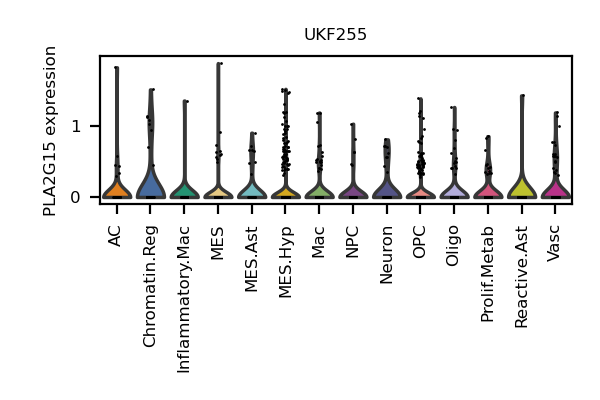 UKF255
PLA2G15 expression
1
0
AC
Chromatin.Reg
Inflammatory.Mac
MES
MES.Ast
MES.Hyp
Mac
NPC
Neuron
OPC
Oligo
Prolif.Metab
Reactive.Ast
Vasc